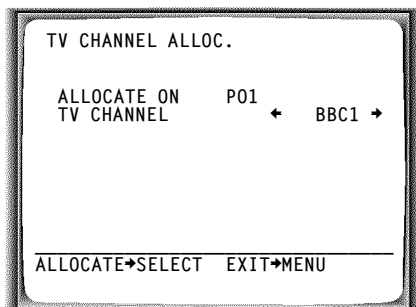 TV CHANNEL ALLOC.
ALLOCATE ON P01
TV CHANNEL ← BBC1 →
ALLOCATE→SELECT EXIT→MENU